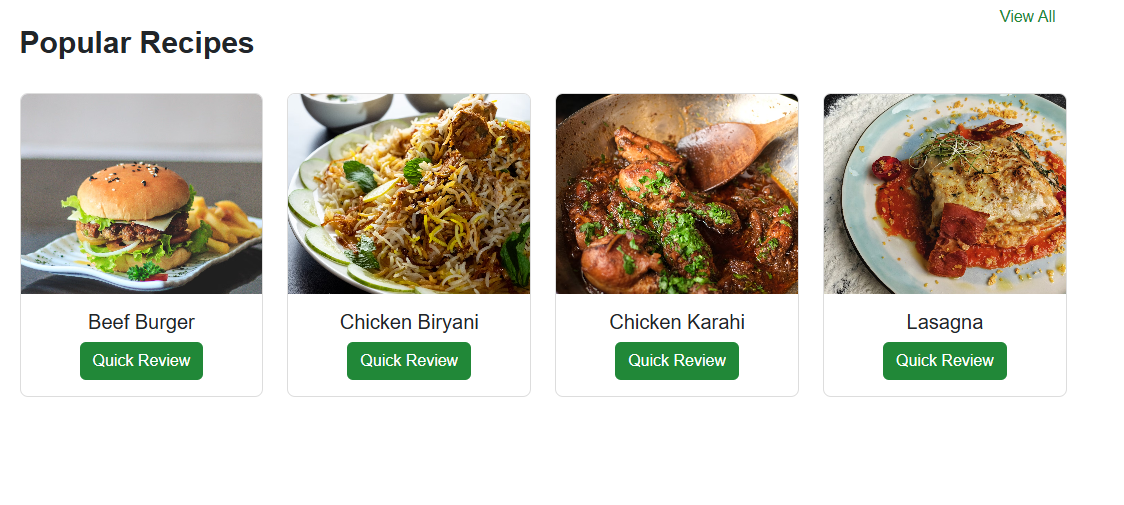 View All
Popular Recipes
Beef Burger
Chicken Biryani
Chicken Karahi
Lasagna
Quick Review
Quick Review
Quick Review
Quick Review